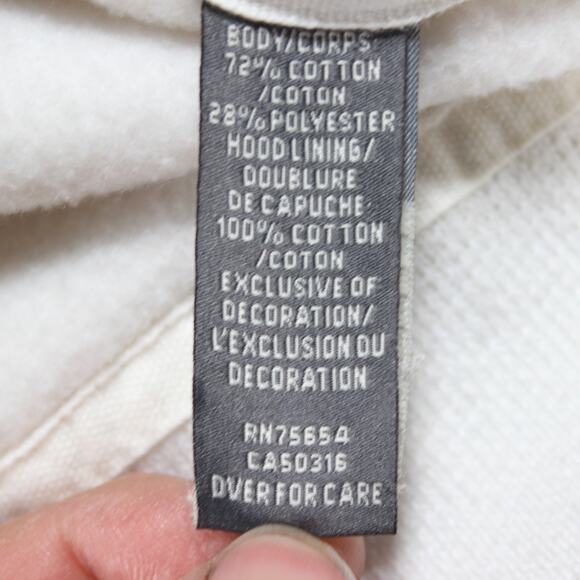 BODY/CORPS:
72% COTTON
/COTON
28% POLYESTER
HOOD LINING/
DOUBLURE
DE CAPUCHE:
100% COTTON
/COTON
EXCLUSIVE OF
DECORATION/
L'EXCLUSION DU
DECORATION
RN75654
CA50316
OVER FOR CARE